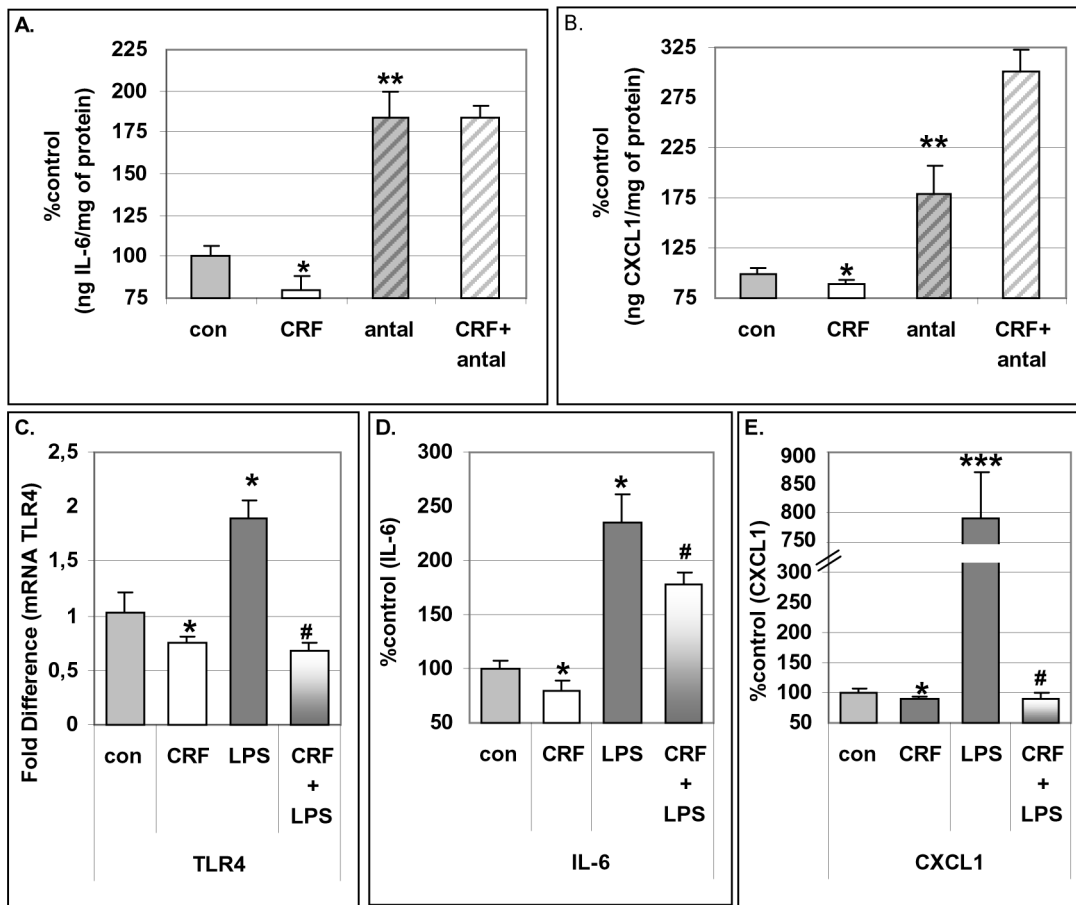 A.
%control
(ng IL-6/mg of protein)
225
200
175
150
125
100
75
*
**
con
CRF
antal
CRF+
antal
B.
%control
(ng CXCL1/mg of protein)
325
275
225
175
125
75
*
**
con
CRF
antal
CRF+
antal
C.
Fold Difference (mRNA TLR4)
2,5
2
1,5
1
0,5
0
*
*
#
con
CRF
LPS
CRF
+
LPS
TLR4
D.
%control (IL-6)
300
250
200
150
100
50
*
*
#
con
CRF
LPS
CRF
+
LPS
IL-6
E.
%control (CXCL1)
900
850
800
750
300
250
200
150
100
50
*
***
#
con
CRF
LPS
CRF
+
LPS
CXCL1